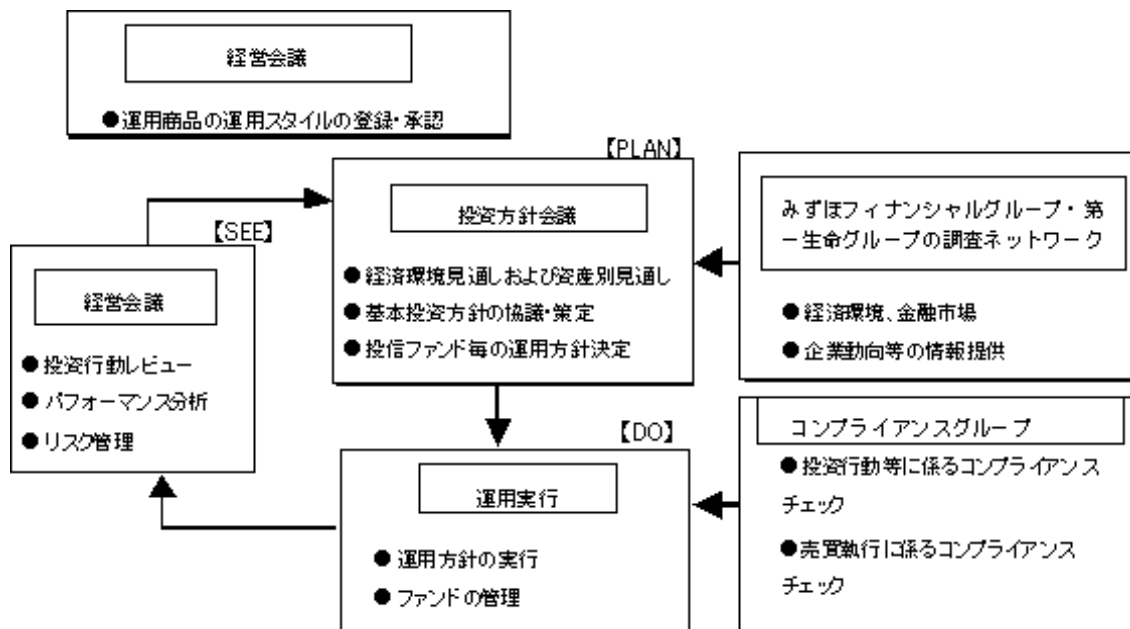 経営会議
●運用商品の運用スタイルの登録・承認
【PLAN】
投資方針会議
●経済環境見通しおよび資産別見通し
●基本投資方針の協議・策定
●投信ファンド毎の運用方針決定
みずほフィナンシャルグループ・第
一生命グループの調査ネットワーク
●経済環境、金融市場
●企業動向等の情報提供
【SEE】
経営会議
●投資行動レビュー
●パフォーマンス分析
●リスク管理
【DO】
運用実行
●運用方針の実行
●ファンドの管理
コンプライアンスグループ
●投資行動等に係るコンプライアンス
チェック
●売買執行に係るコンプライアンス
チェック